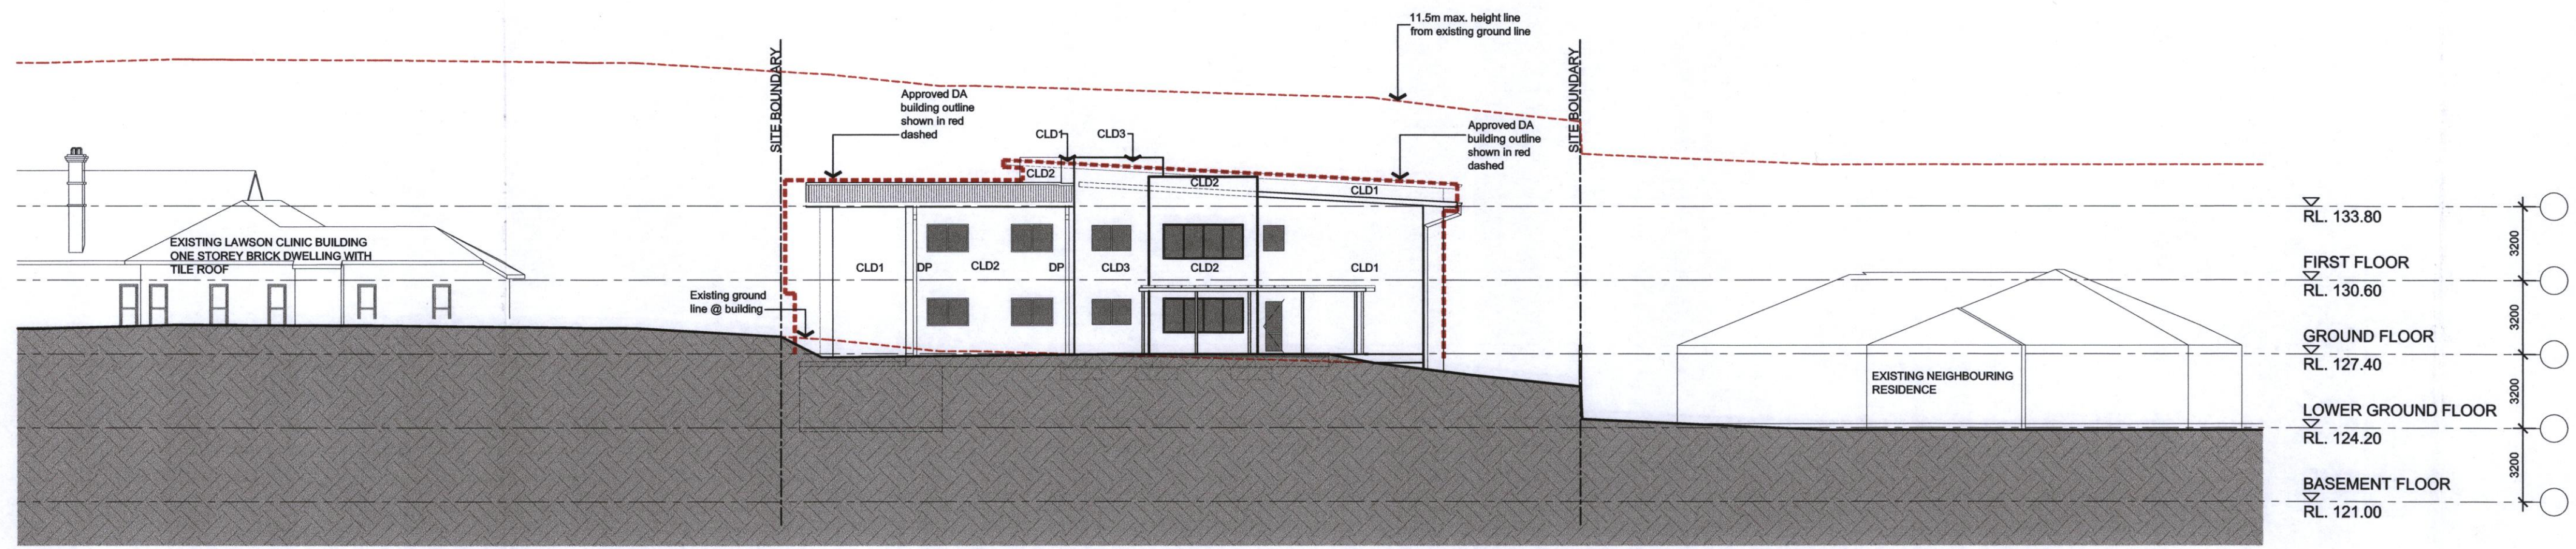 11.5m max. height line
from existing ground line
SITE BOUNDARY
SITE BOUNDARY
Approved DA
building outline
shown in red
dashed
CLD1
CLD3
Approved DA
building outline
shown in red
dashed
CLD2
CLD2
CLD1
EXISTING LAWSON CLINIC BUILDING
ONE STOREY BRICK DWELLING WITH
TILE ROOF
CLD1
DP
CLD2
DP
CLD3
CLD2
CLD1
Existing ground
line @ building
EXISTING NEIGHBOURING
RESIDENCE
RL. 133.80
3200
FIRST FLOOR
RL. 130.60
3200
GROUND FLOOR
RL. 127.40
3200
LOWER GROUND FLOOR
RL. 124.20
3200
BASEMENT FLOOR
RL. 121.00